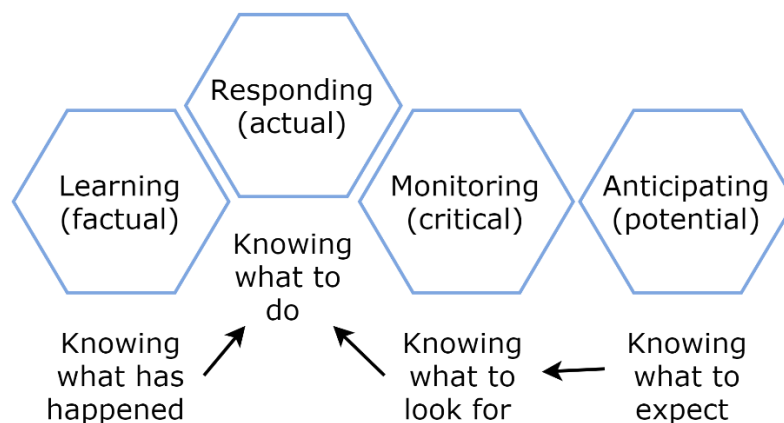 Responding
(actual)
Learning
(factual)
Monitoring
(critical)
Anticipating
(potential)
Knowing
what to
do
Knowing
what has
happened
Knowing
what to
look for
Knowing
what to
expect